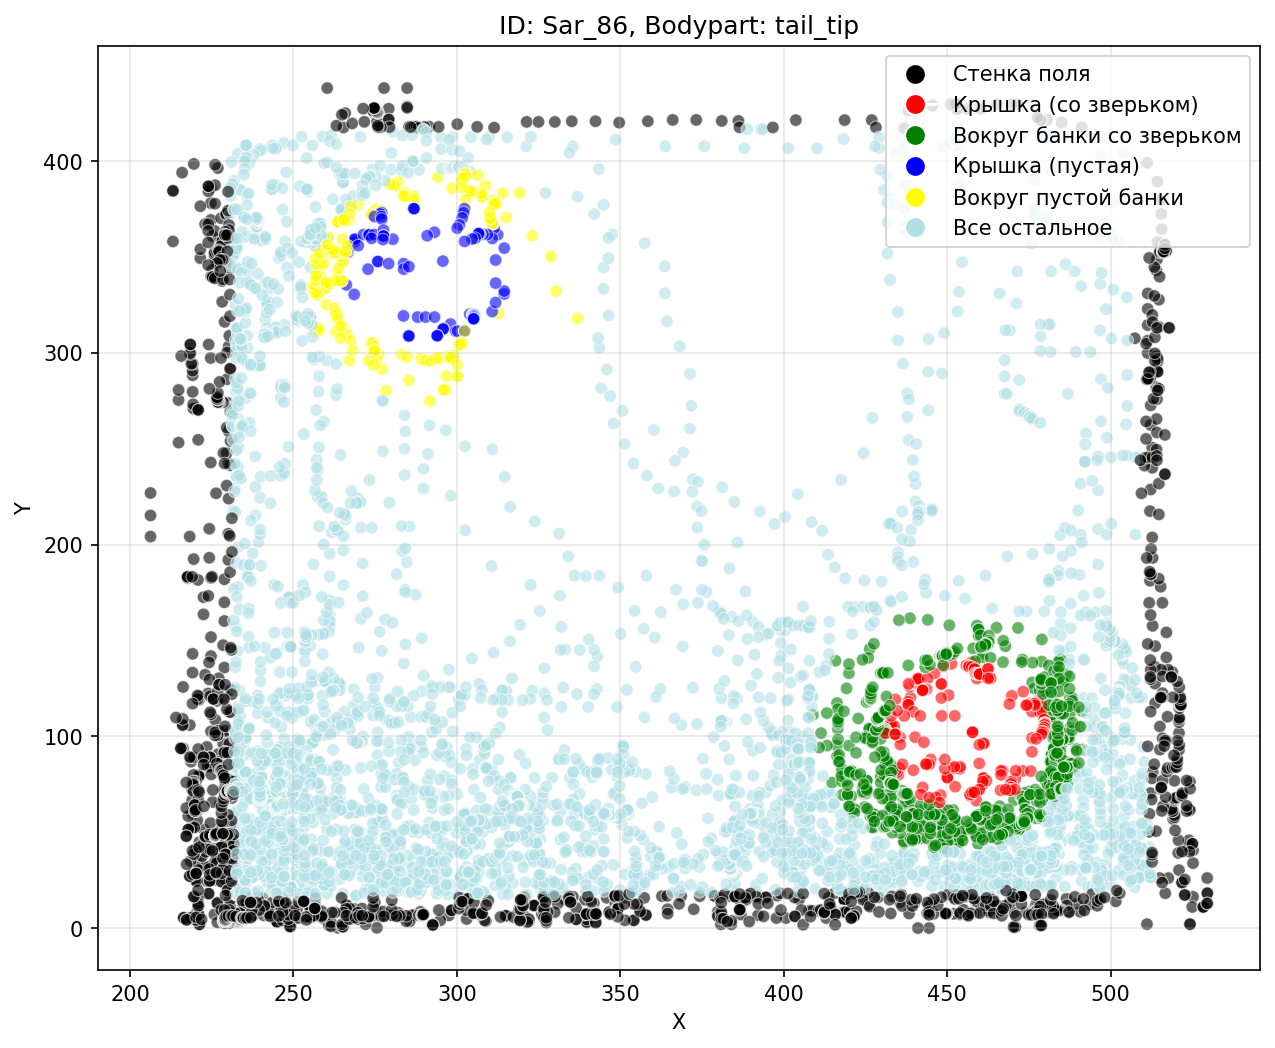 ID: Sar_86, Bodypart: tail_tip
Стенка поля
Крышка (со зверьком)
Вокруг банки со зверьком
Крышка (пустая)
Вокруг пустой банки
Все остальное
400
300
200
100
0
Y
200 250 300 350 400 450 500
X